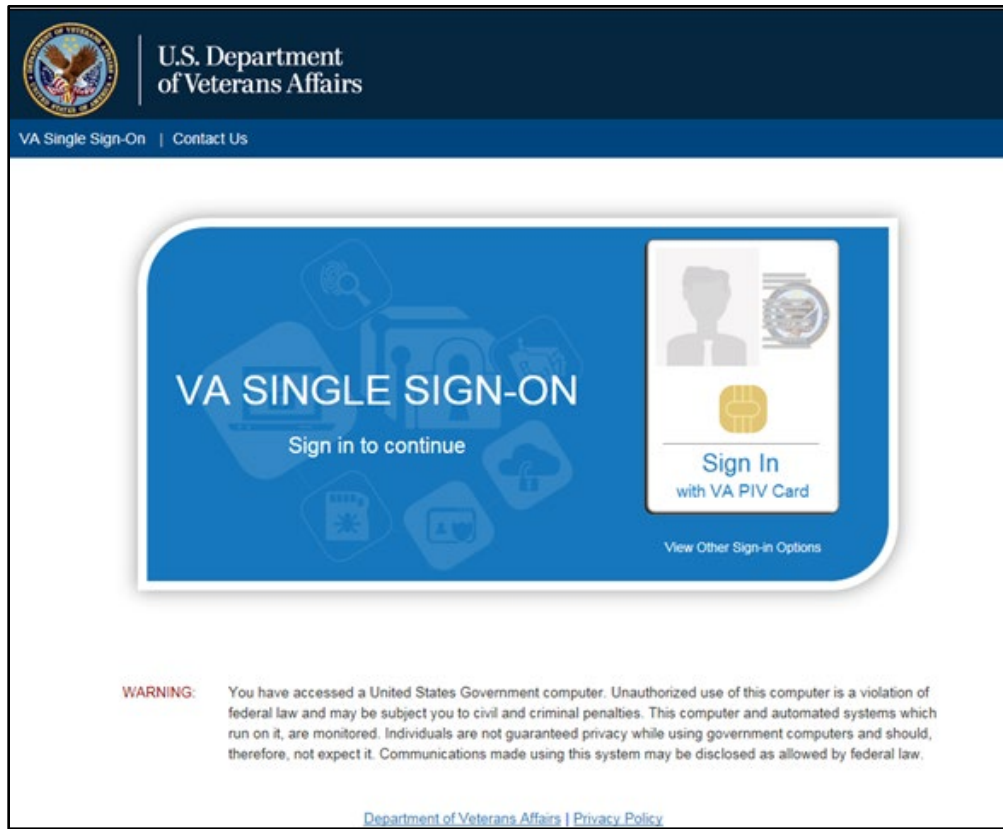 U.S. Department
of Veterans Affairs
VA Single Sign-On | Contact Us
VA SINGLE SIGN-ON
Sign in to continue
Sign In
with VA PIV Card
View Other Sign-in Options
WARNING: You have accessed a United States Government computer. Unauthorized use of this computer is a violation of
federal law and may be subject you to civil and criminal penalties. This computer and automated systems which
run on it, are monitored. Individuals are not guaranteed privacy while using government computers and should,
therefore, not expect it. Communications made using this system may be disclosed as allowed by federal law.
Department of Veterans Affairs | Privacy Policy